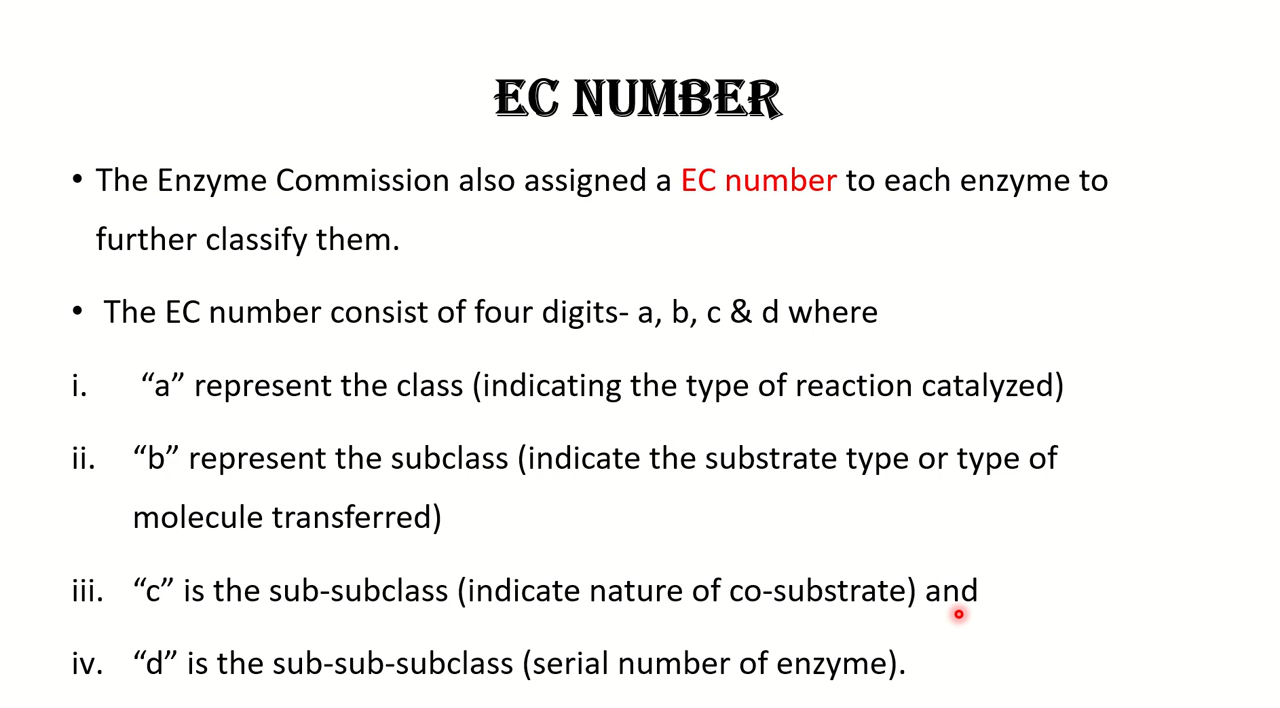 EC NUMBER
• The Enzyme Commission also assigned a EC number to each enzyme to
further classify them.
• The EC number consist of four digits- a, b, c & d where
i. “a” represent the class (indicating the type of reaction catalyzed)
ii. “b” represent the subclass (indicate the substrate type or type of
molecule transferred)
iii. “c” is the sub-subclass (indicate nature of co-substrate) and
iv. “d” is the sub-sub-subclass (serial number of enzyme).